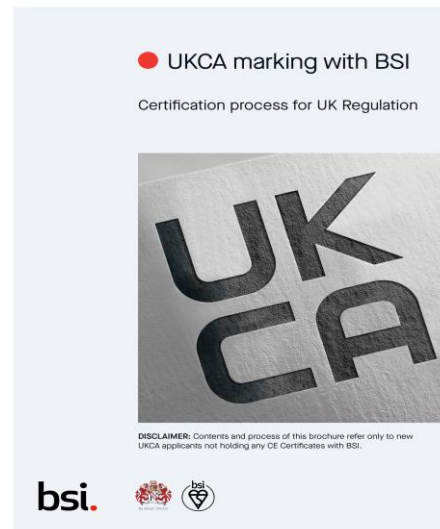 UKCA marking with BSI
Certification process for UK Regulation
UK
CA
DISCLAIMER: Contents and process of this brochure refer only to new
UKCA applicants not holding any CE Certificates with BSI.
bsi.
bsi